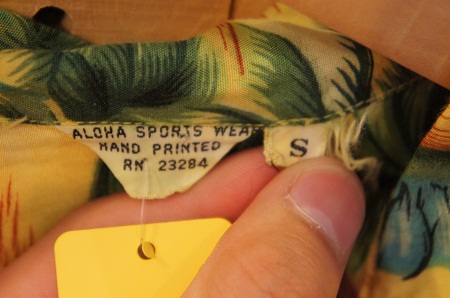 ALOHA SPORTS WEAR
HAND PRINTED
RN 23284
S